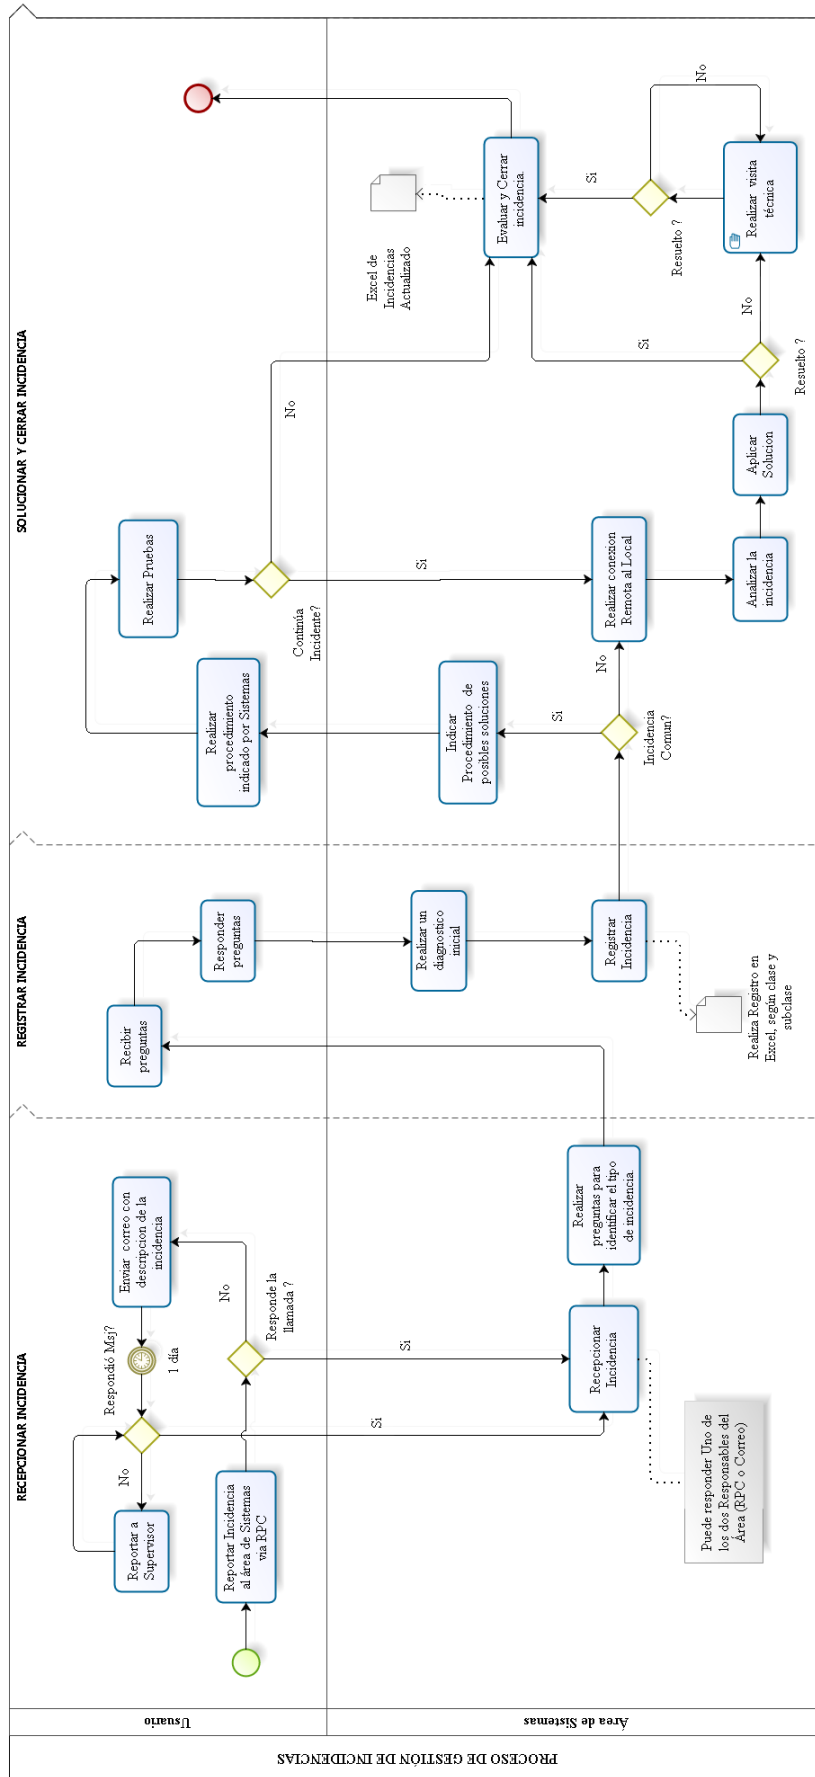 PROCESO DE GESTIÓN DE INCIDENCIAS
Usuario
Área de Sistemas
RECEPCIONAR INCIDENCIA
REGISTRAR INCIDENCIA
SOLUCIONAR Y CERRAR INCIDENCIA
Reportar Incidencia
al área de Sistemas
via RPC
Responde la
llamada ?
No
Si
Enviar correo con
descripcion de la
incidencia
1 día
Respondió Msj?
No
Si
Reportar a
Supervisor
Recepcionar
Incidencia
Puede responder Uno de
los dos Responsables del
Área (RPC o Correo)
Realizar
preguntas para
identificar el tipo
de incidencia.
Recibir
preguntas
Responder
preguntas
Realizar un
diagnostico
inicial
Registrar
Incidencia
Realiza Registro en
Excel, según clase y
subclase
Incidencia
Comun?
Si
No
Indicar
Procedimiento de
posibles soluciones
Realizar
procedimiento
indicado por Sistemas
Realizar Pruebas
Continúa
Incidente?
No
Si
Realizar conexion
Remota al Local
Analizar la
incidencia
Aplicar
Solucion
Resuelto ?
Si
No
Realizar visita
técnica
Resuelto ?
No
Si
Evaluar y Cerrar
incidencia.
Excel de
Incidencias
Actualizado